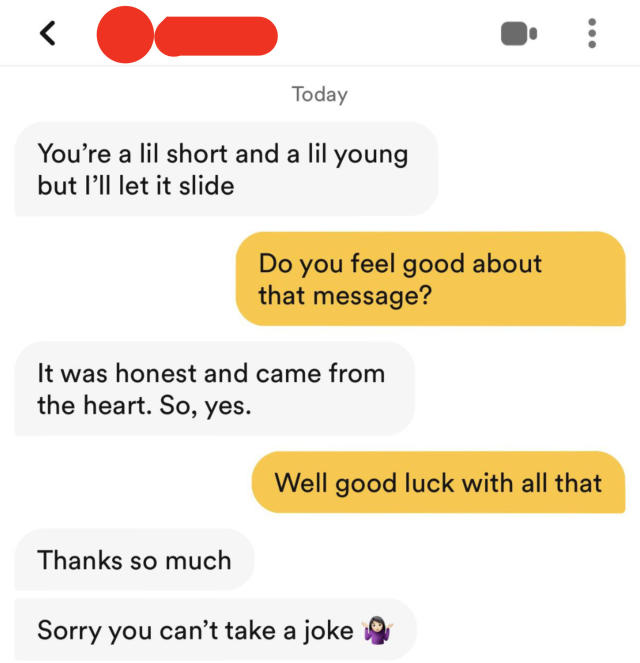 Today
You’re a lil short and a lil young
but I’ll let it slide
Do you feel good about
that message?
It was honest and came from
the heart. So, yes.
Well good luck with all that
Thanks so much
Sorry you can’t take a joke 🤷🏻‍♀️